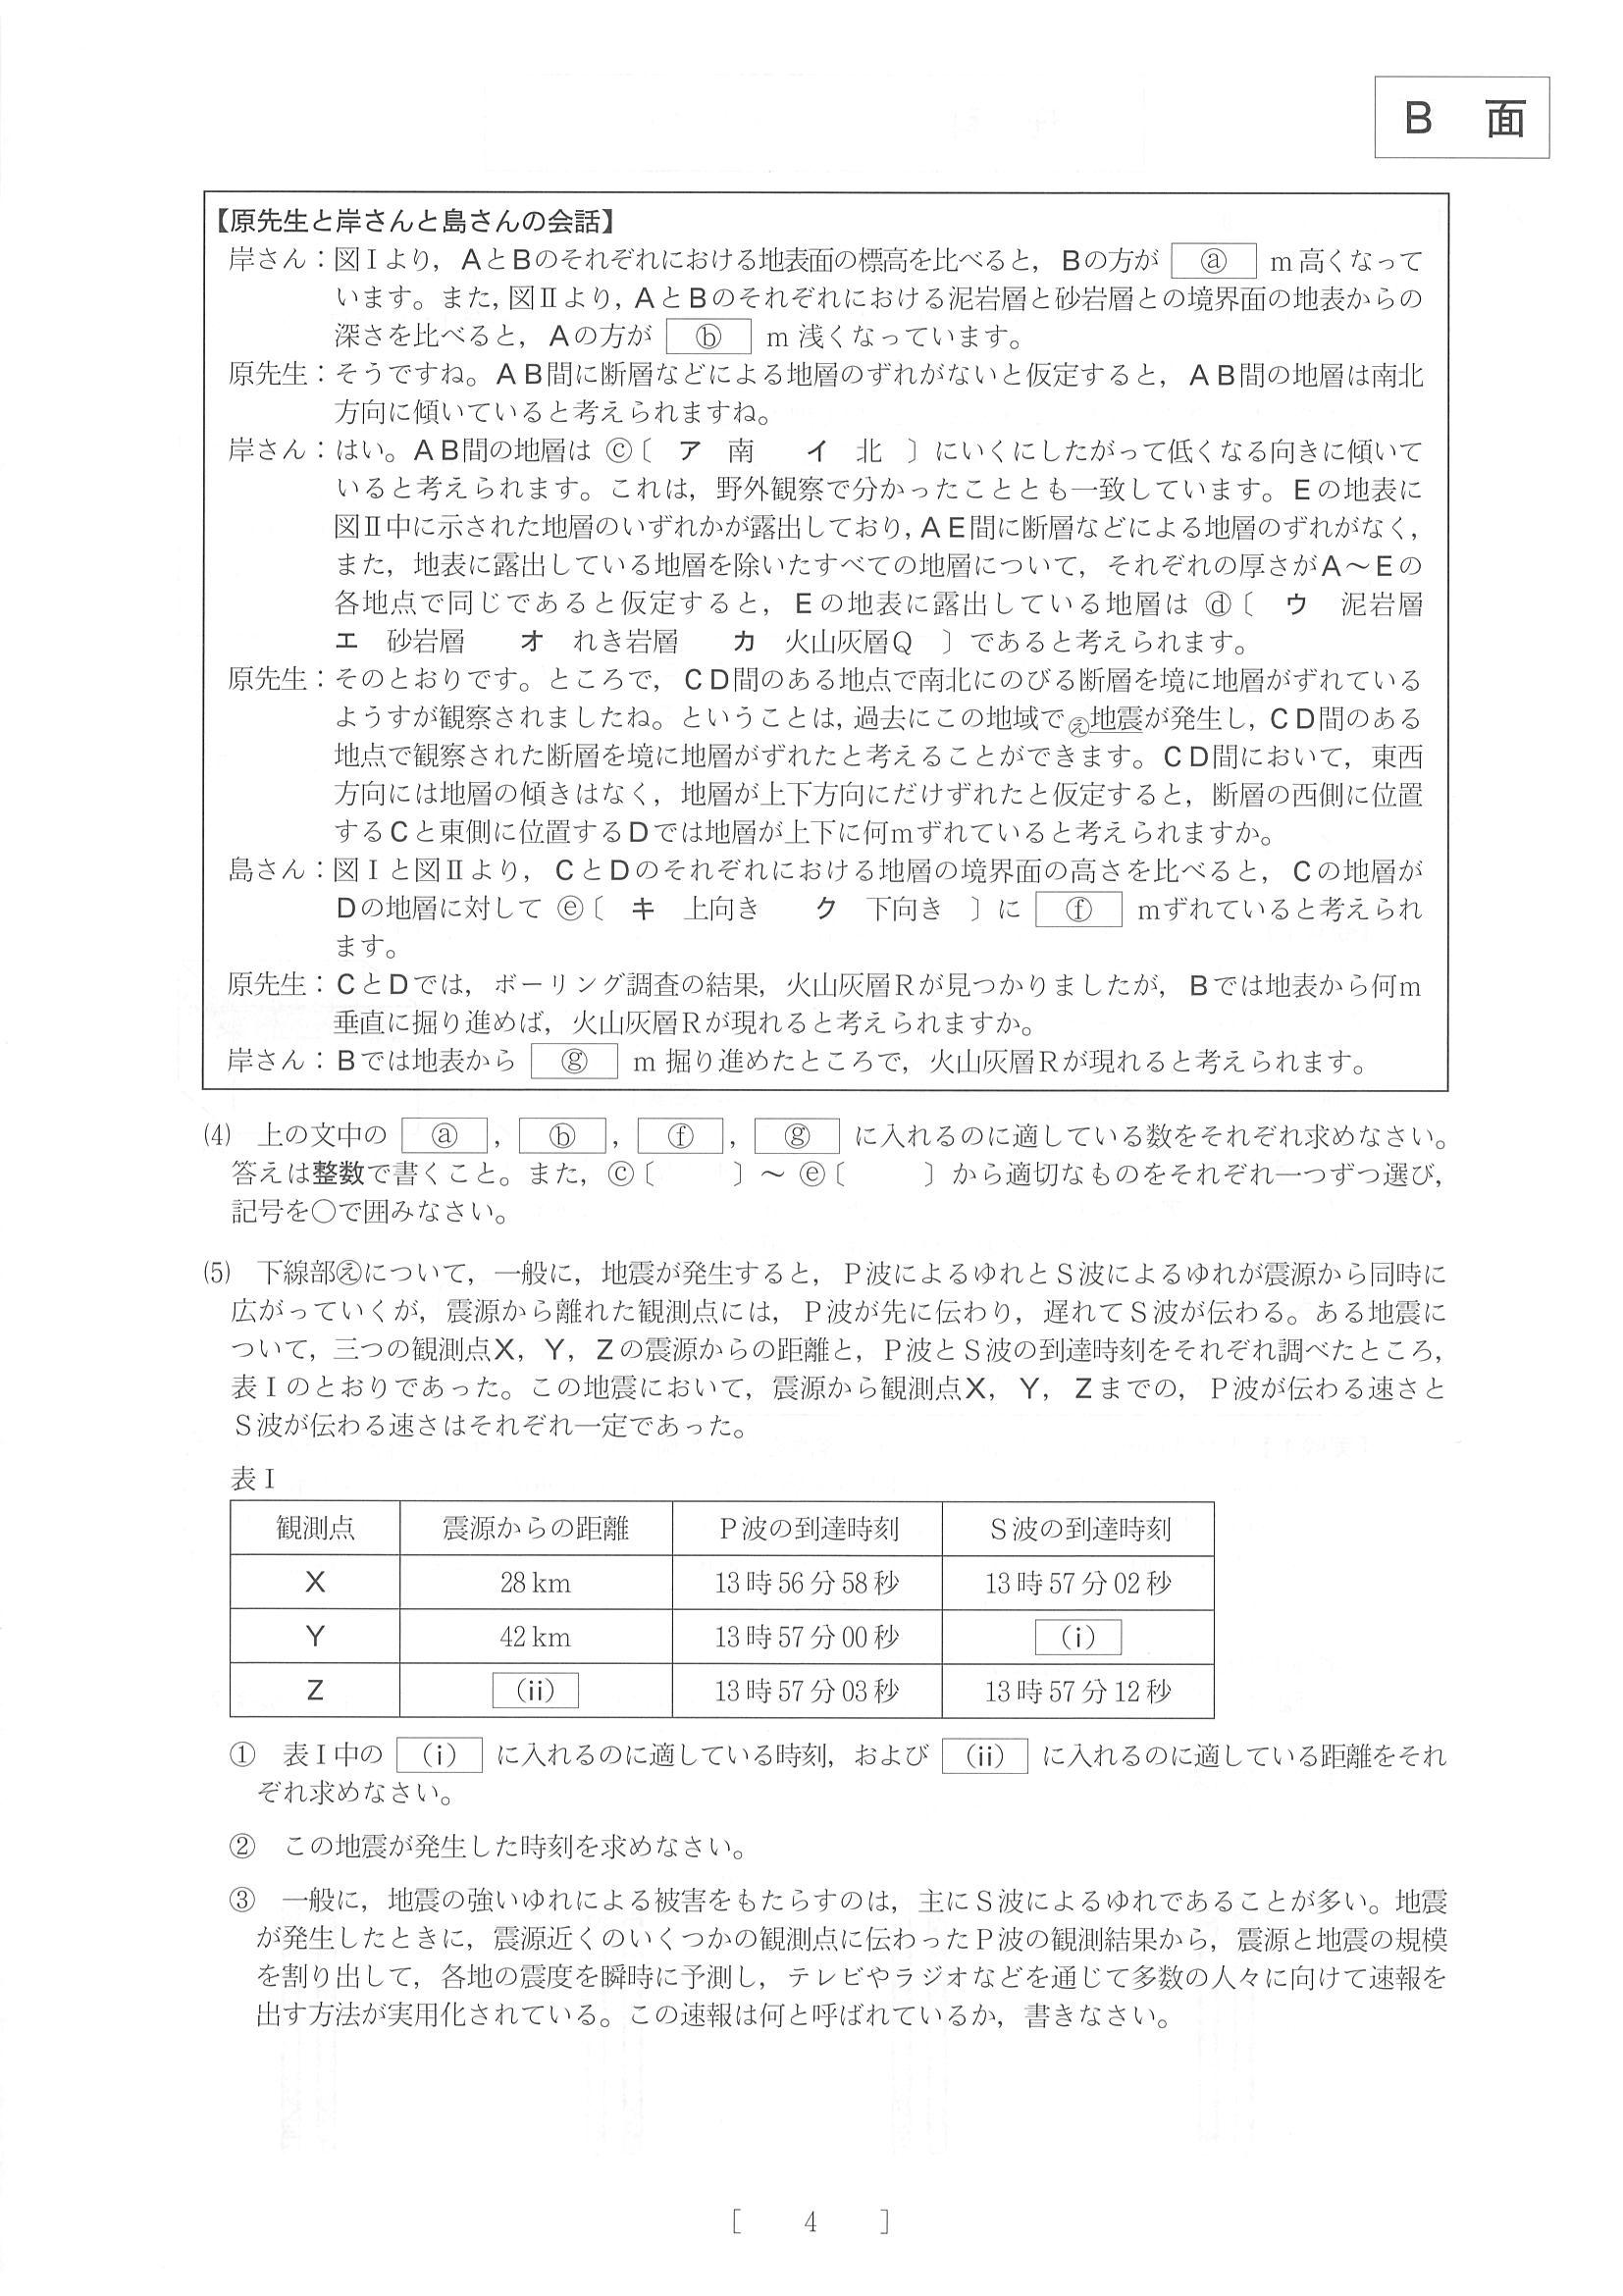 B 面
【原先生と岸さんと島さんの会話】
岸さん：図Ⅰより，AとBのそれぞれにおける地表面の標高を比べると，Bの方が ⓐ m高くなって
います。また，図Ⅱより，AとBのそれぞれにおける泥岩層と砂岩層との境界面の地表からの
深さを比べると，Aの方が ⓑ m 浅くなっています。
原先生：そうですね。AB間に断層などによる地層のずれがないと仮定すると，AB間の地層は南北
方向に傾いていると考えられますね。
岸さん：はい。AB間の地層は ⓒ〔 ア 南 イ 北 〕にいくにしたがって低くなる向きに傾いて
いると考えられます。これは，野外観察で分かったこととも一致しています。Eの地表に
図Ⅱ中に示された地層のいずれかが露出しており，AE間に断層などによる地層のずれがなく，
また，地表に露出している地層を除いたすべての地層について，それぞれの厚さがA～Eの
各地点で同じであると仮定すると，Eの地表に露出している地層は ⓓ〔 ウ 泥岩層
エ 砂岩層 オ れき岩層 カ 火山灰層Q 〕であると考えられます。
原先生：そのとおりです。ところで，CD間のある地点で南北にのびる断層を境に地層がずれている
ようすが観察されましたね。ということは，過去にこの地域で㋓地震が発生し，CD間のある
地点で観察された断層を境に地層がずれたと考えることができます。CD間において，東西
方向には地層の傾きはなく，地層が上下方向にだけずれたと仮定すると，断層の西側に位置
するCと東側に位置するDでは地層が上下に何mずれていると考えられますか。
島さん：図Ⅰと図Ⅱより，CとDのそれぞれにおける地層の境界面の高さを比べると，Cの地層が
Dの地層に対して ⓔ〔 キ 上向き ク 下向き 〕に ⓕ mずれていると考えられ
ます。
原先生：CとDでは，ボーリング調査の結果，火山灰層Rが見つかりましたが，Bでは地表から何m
垂直に掘り進めば，火山灰層Rが現れると考えられますか。
岸さん：Bでは地表から ⓖ m 掘り進めたところで，火山灰層Rが現れると考えられます。
(4) 上の文中の ⓐ ， ⓑ ， ⓕ ， ⓖ に入れるのに適している数をそれぞれ求めなさい。
答えは整数で書くこと。また，ⓒ〔 〕～ ⓔ〔 〕から適切なものをそれぞれ一つずつ選び，
記号を○で囲みなさい。
(5) 下線部㋓について，一般に，地震が発生すると，P波によるゆれとS波によるゆれが震源から同時に
広がっていくが，震源から離れた観測点には，P波が先に伝わり，遅れてS波が伝わる。ある地震に
ついて，三つの観測点X，Y，Zの震源からの距離と，P波とS波の到達時刻をそれぞれ調べたところ，
表Ⅰのとおりであった。この地震において，震源から観測点X，Y，Zまでの，P波が伝わる速さと
S波が伝わる速さはそれぞれ一定であった。
表Ⅰ
観測点 震源からの距離 P波の到達時刻 S波の到達時刻
X 28 km 13時56分58秒 13時57分02秒
Y 42 km 13時57分00秒 (ⅰ)
Z (ⅱ) 13時57分03秒 13時57分12秒
① 表Ⅰ中の (ⅰ) に入れるのに適している時刻，および (ⅱ) に入れるのに適している距離をそれ
ぞれ求めなさい。
② この地震が発生した時刻を求めなさい。
③ 一般に，地震の強いゆれによる被害をもたらすのは，主にS波によるゆれであることが多い。地震
が発生したときに，震源近くのいくつかの観測点に伝わったP波の観測結果から，震源と地震の規模
を割り出して，各地の震度を瞬時に予測し，テレビやラジオなどを通じて多数の人々に向けて速報を
出す方法が実用化されている。この速報は何と呼ばれているか，書きなさい。
［ 4 ］